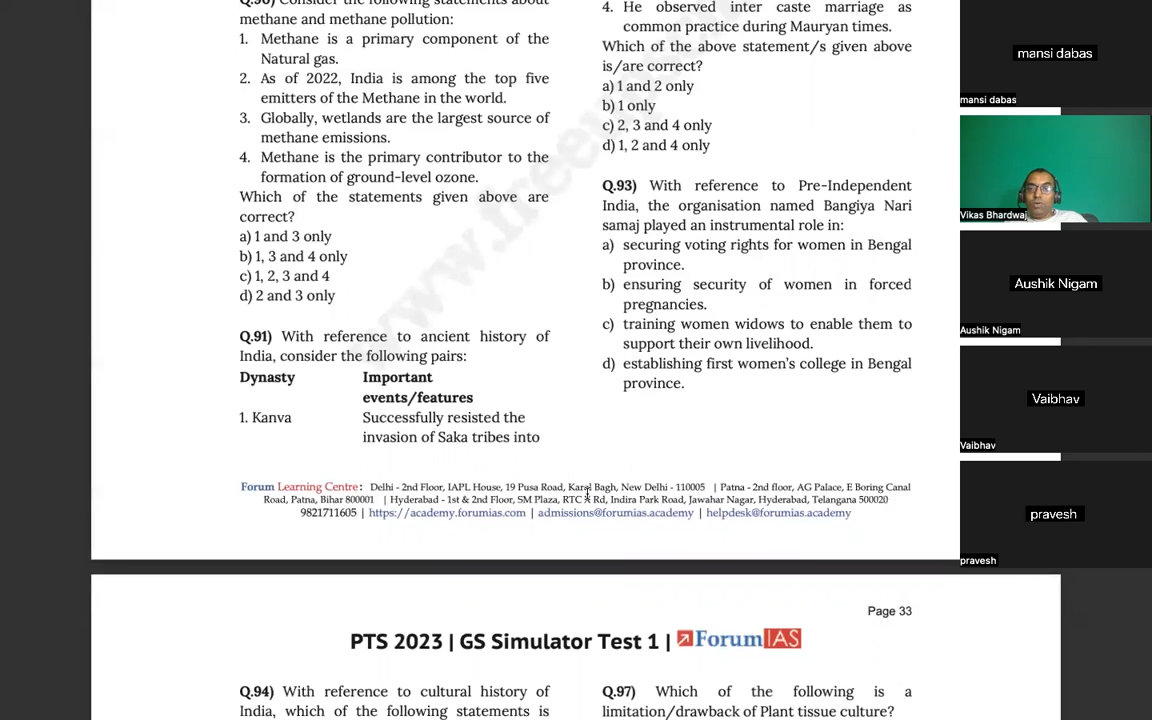 Q.90) Consider the following statements about
methane and methane pollution:
1. Methane is a primary component of the
Natural gas.
2. As of 2022, India is among the top five
emitters of the Methane in the world.
3. Globally, wetlands are the largest source of
methane emissions.
4. Methane is the primary contributor to the
formation of ground-level ozone.
Which of the statements given above are
correct?
a) 1 and 3 only
b) 1, 3 and 4 only
c) 1, 2, 3 and 4
d) 2 and 3 only
Q.91) With reference to ancient history of
India, consider the following pairs:
Dynasty Important
events/features
1. Kanva Successfully resisted the
invasion of Saka tribes into
4. He observed inter caste marriage as
common practice during Mauryan times.
Which of the above statement/s given above
is/are correct?
a) 1 and 2 only
b) 1 only
c) 2, 3 and 4 only
d) 1, 2 and 4 only
Q.93) With reference to Pre-Independent
India, the organisation named Bangiya Nari
samaj played an instrumental role in:
a) securing voting rights for women in Bengal
province.
b) ensuring security of women in forced
pregnancies.
c) training women widows to enable them to
support their own livelihood.
d) establishing first women's college in Bengal
province.
www.freeup
Forum Learning Centre: Delhi - 2nd Floor, IAPL House, 19 Pusa Road, Karol Bagh, New Delhi - 110005 | Patna - 2nd floor, AG Palace, E Boring Canal
Road, Patna, Bihar 800001 | Hyderabad - 1st & 2nd Floor, SM Plaza, RTC X Rd, Indira Park Road, Jawahar Nagar, Hyderabad, Telangana 500020
9821711605 | https://academy.forumias.com | admissions@forumias.academy | helpdesk@forumias.academy
Page 33
PTS 2023 | GS Simulator Test 1 | ForumIAS
Q.94) With reference to cultural history of
India, which of the following statements is
Q.97) Which of the following is a
limitation/drawback of Plant tissue culture?
mansi dabas
mansi dabas
Vikas Bhardwaj
Aushik Nigam
Aushik Nigam
Vaibhav
Vaibhav
pravesh
pravesh